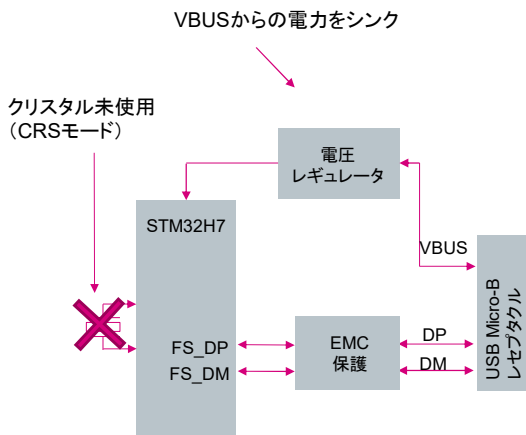 VBUSからの電力をシンク
クリスタル未使用
（CRSモード）
電圧
レギュレータ
STM32H7
VBUS
USB Micro-B
レセプタクル
FS_DP
FS_DM
EMC
保護
DP
DM